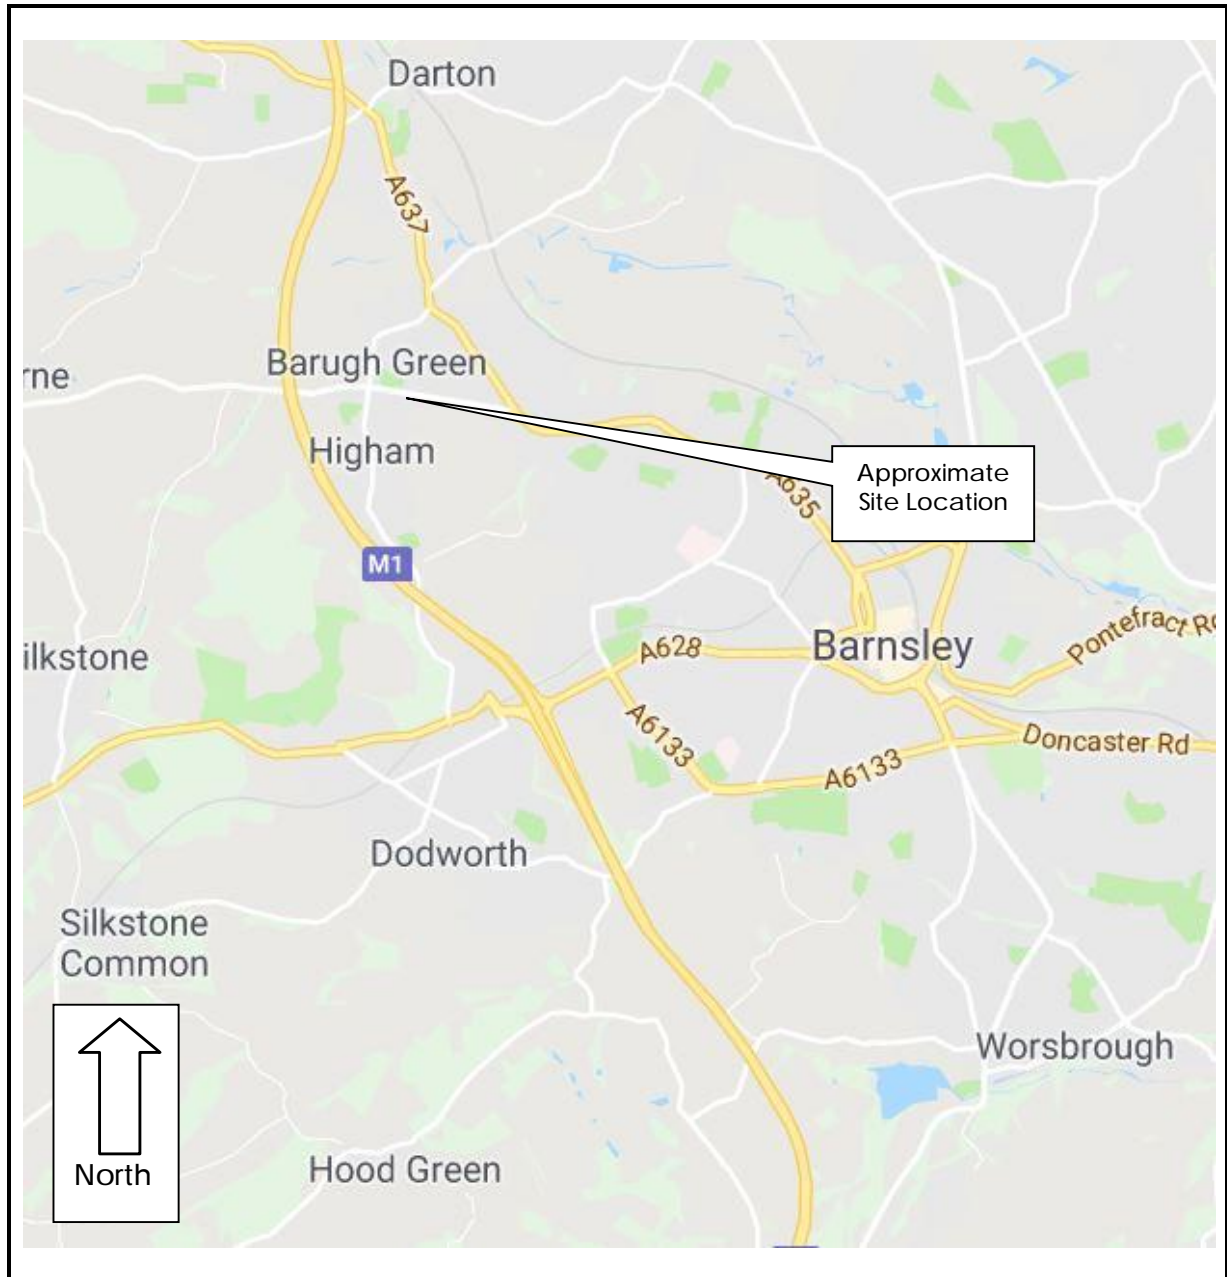 Darton
A637
Barugh Green
rne
Higham
Approximate
Site Location
A635
M1
ilkstone
A628
Barnsley
Pontefract Rd
A6133
Doncaster Rd
A6133
Dodworth
Silkstone
Common
Worsbrough
North
Hood Green